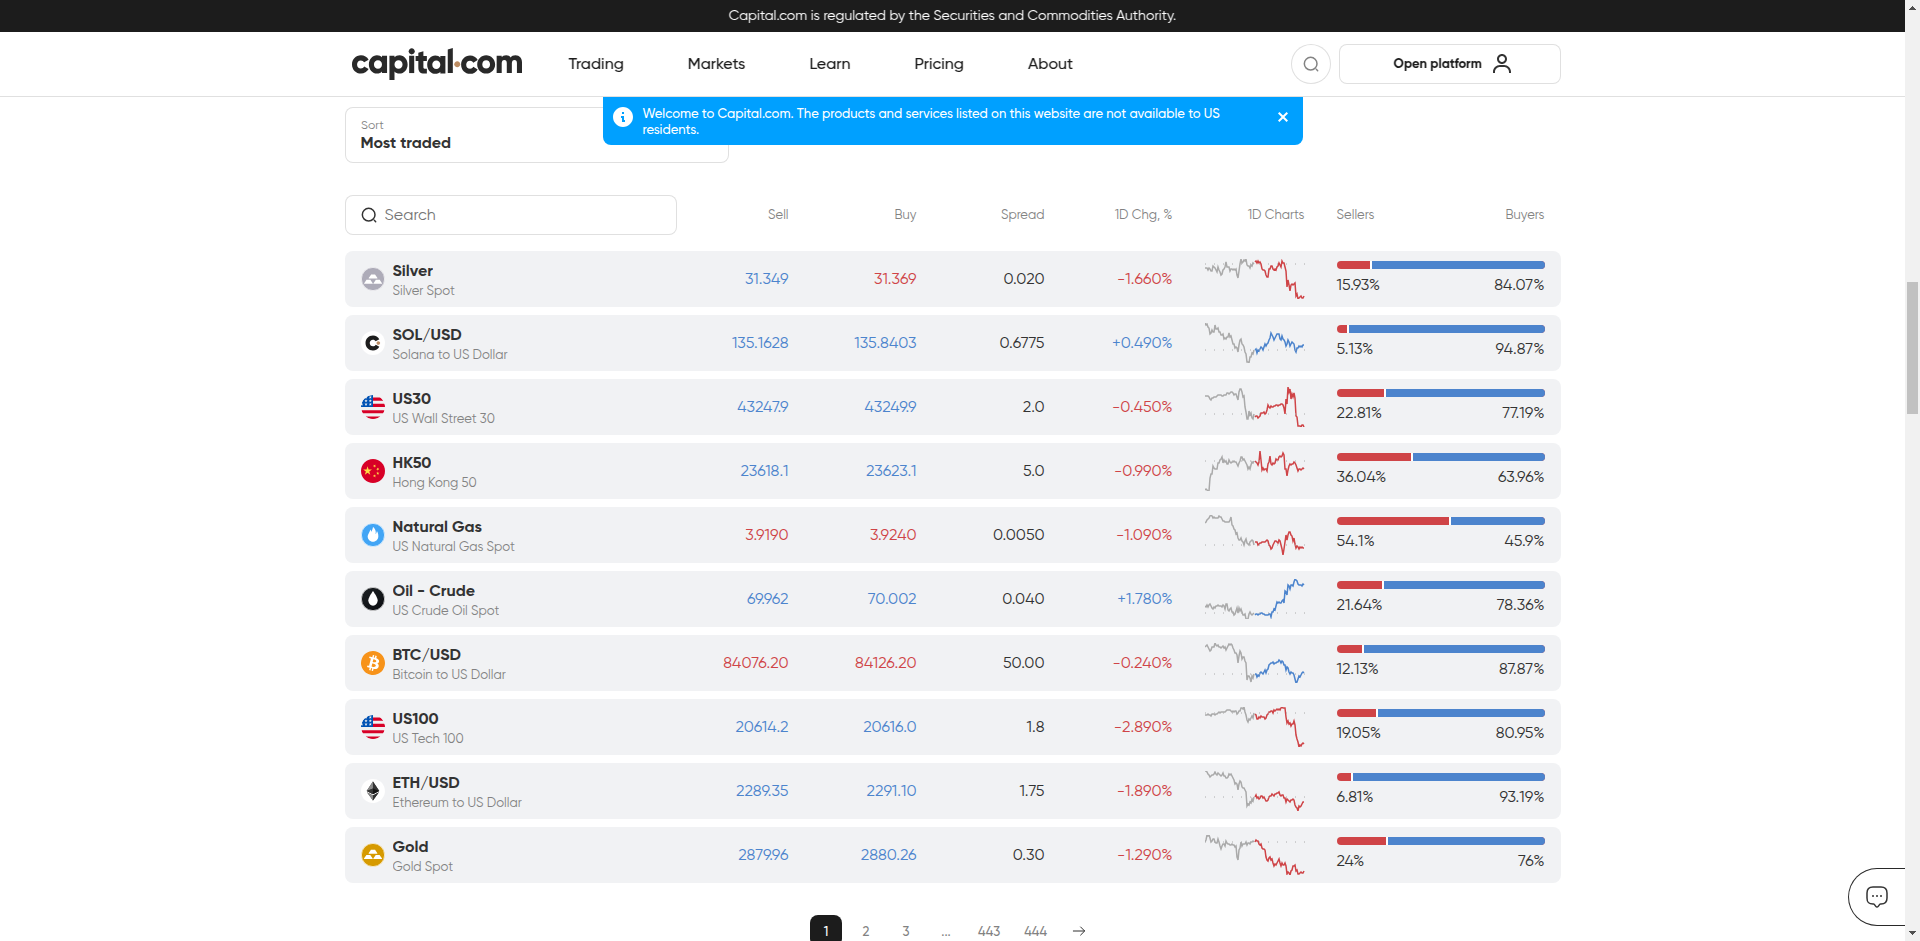 Capital.com is regulated by the Securities and Commodities Authority.
capital.com
Trading
Markets
Learn
Pricing
About
Open platform
Welcome to Capital.com. The products and services listed on this website are not available to US
residents.
Sort
Most traded
Search
Sell Buy Spread 1D Chg, % 1D Charts Sellers Buyers
Silver
Silver Spot
31.349 31.369 0.020 -1.660% 15.93% 84.07%
SOL/USD
Solana to US Dollar
135.1628 135.8403 0.6775 +0.490% 5.13% 94.87%
US30
US Wall Street 30
43247.9 43249.9 2.0 -0.450% 22.81% 77.19%
HK50
Hong Kong 50
23618.1 23623.1 5.0 -0.990% 36.04% 63.96%
Natural Gas
US Natural Gas Spot
3.9190 3.9240 0.0050 -1.090% 54.1% 45.9%
Oil - Crude
US Crude Oil Spot
69.962 70.002 0.040 +1.780% 21.64% 78.36%
BTC/USD
Bitcoin to US Dollar
84076.20 84126.20 50.00 -0.240% 12.13% 87.87%
US100
US Tech 100
20614.2 20616.0 1.8 -2.890% 19.05% 80.95%
ETH/USD
Ethereum to US Dollar
2289.35 2291.10 1.75 -1.890% 6.81% 93.19%
Gold
Gold Spot
2879.96 2880.26 0.30 -1.290% 24% 76%
1 2 3 ... 443 444